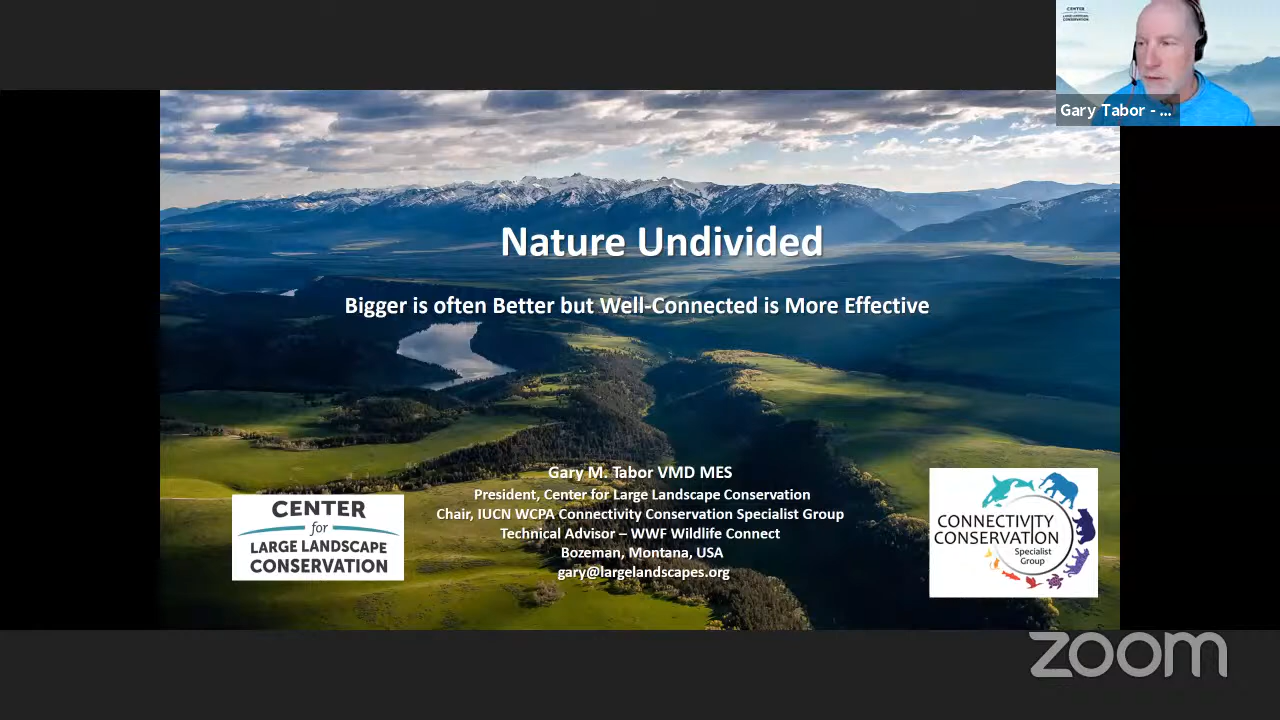 CENTER
Gary Tabor - ...
Nature Undivided
Bigger is often Better but Well-Connected is More Effective
Gary M. Tabor VMD MES
President, Center for Large Landscape Conservation
Chair, IUCN WCPA Connectivity Conservation Specialist Group
Technical Advisor – WWF Wildlife Connect
Bozeman, Montana, USA
gary@largelandscapes.org
CENTER
for
LARGE LANDSCAPE
CONSERVATION
CONNECTIVITY
CONSERVATION
Specialist
Group
zoom